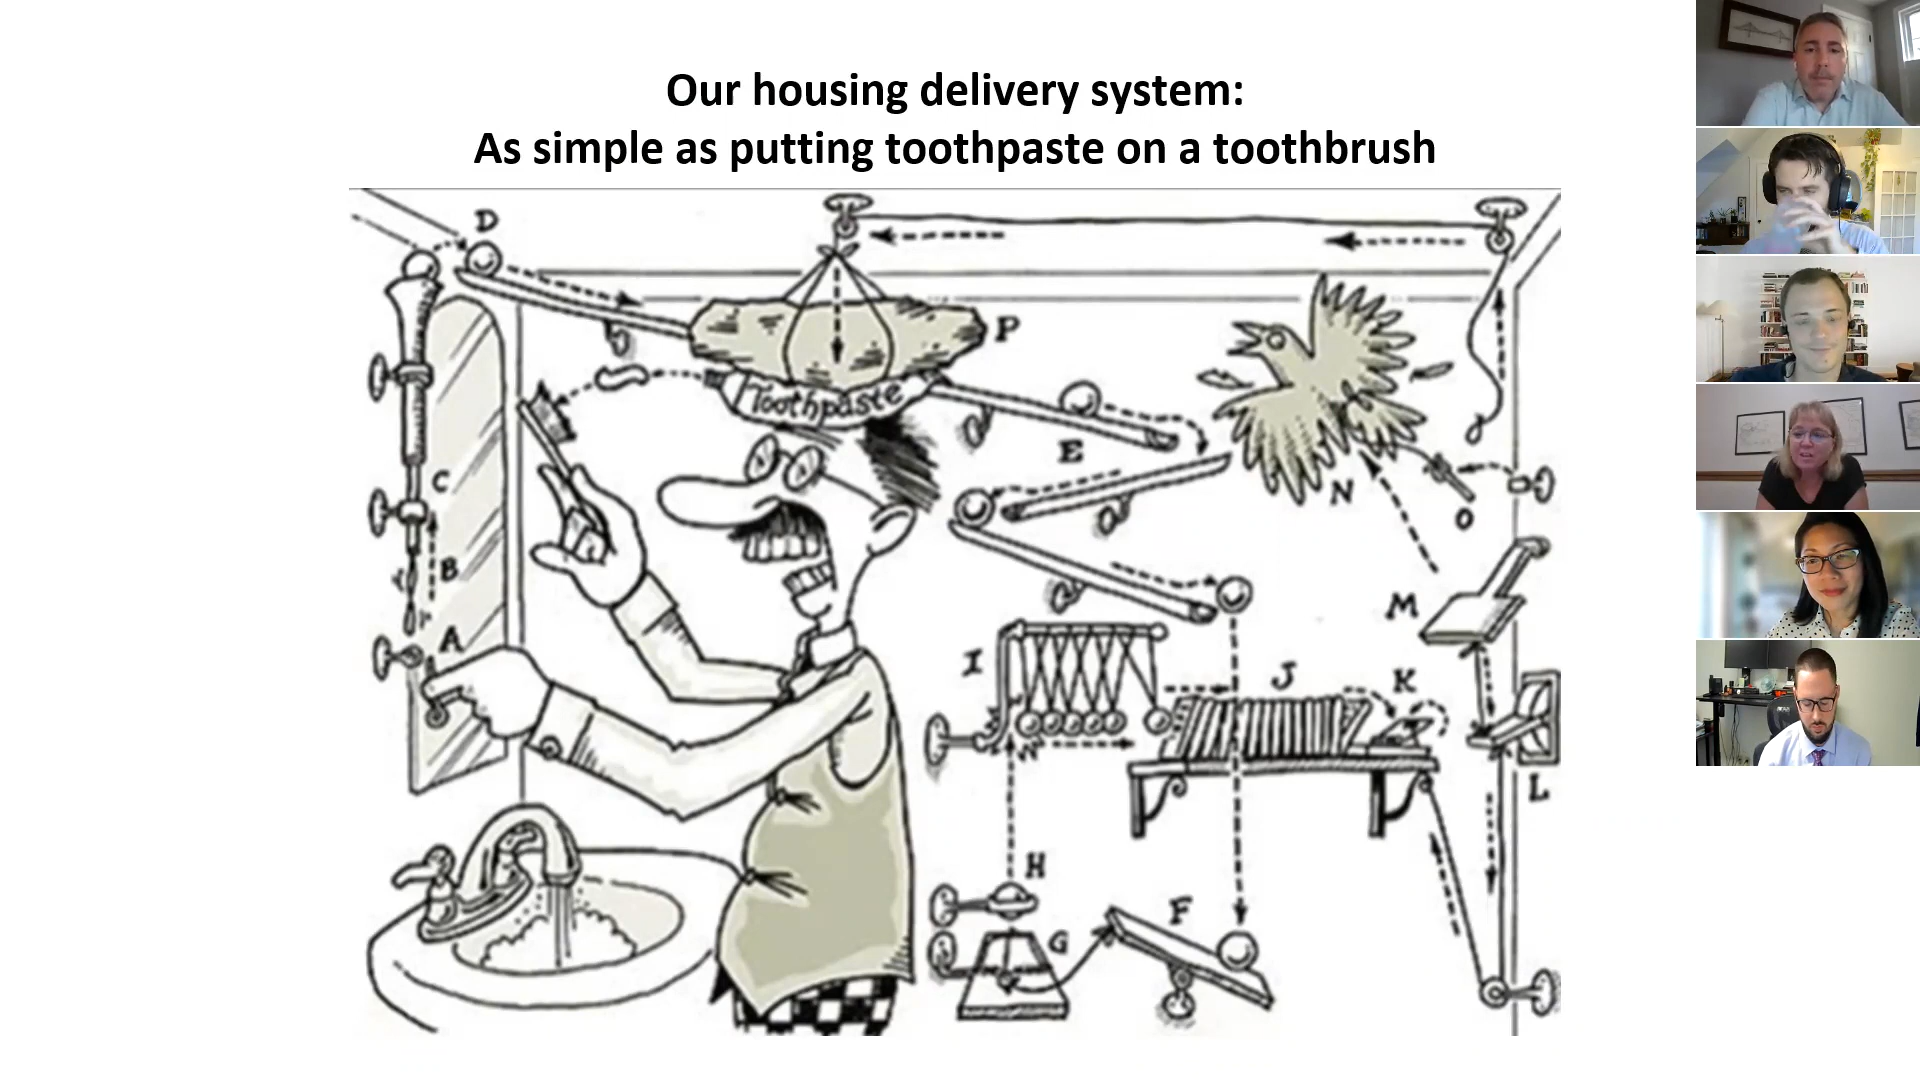 Our housing delivery system:
As simple as putting toothpaste on a toothbrush
D
P
Toothpaste
E
C
N
O
B
M
A
I
J
K
L
H
F
G